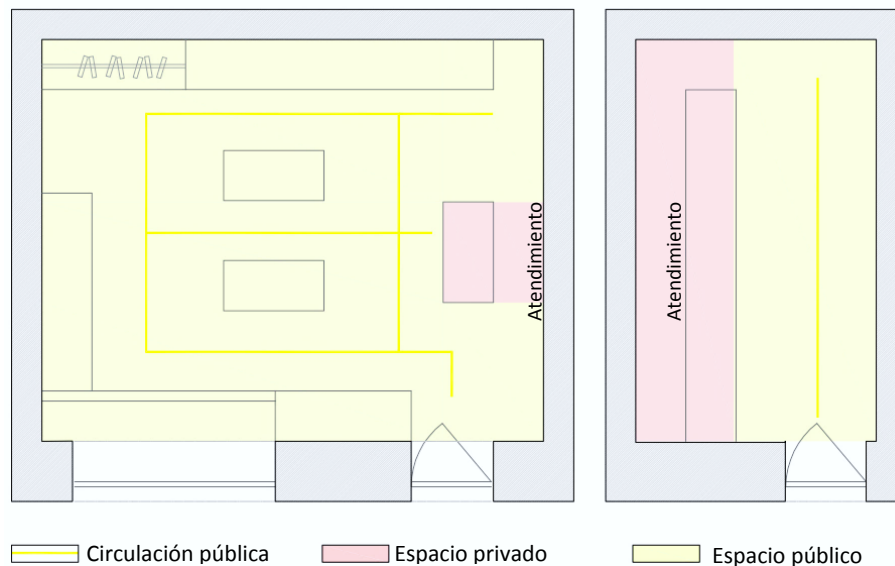 Atendimiento
Atendimiento
Circulación pública
Espacio privado
Espacio público